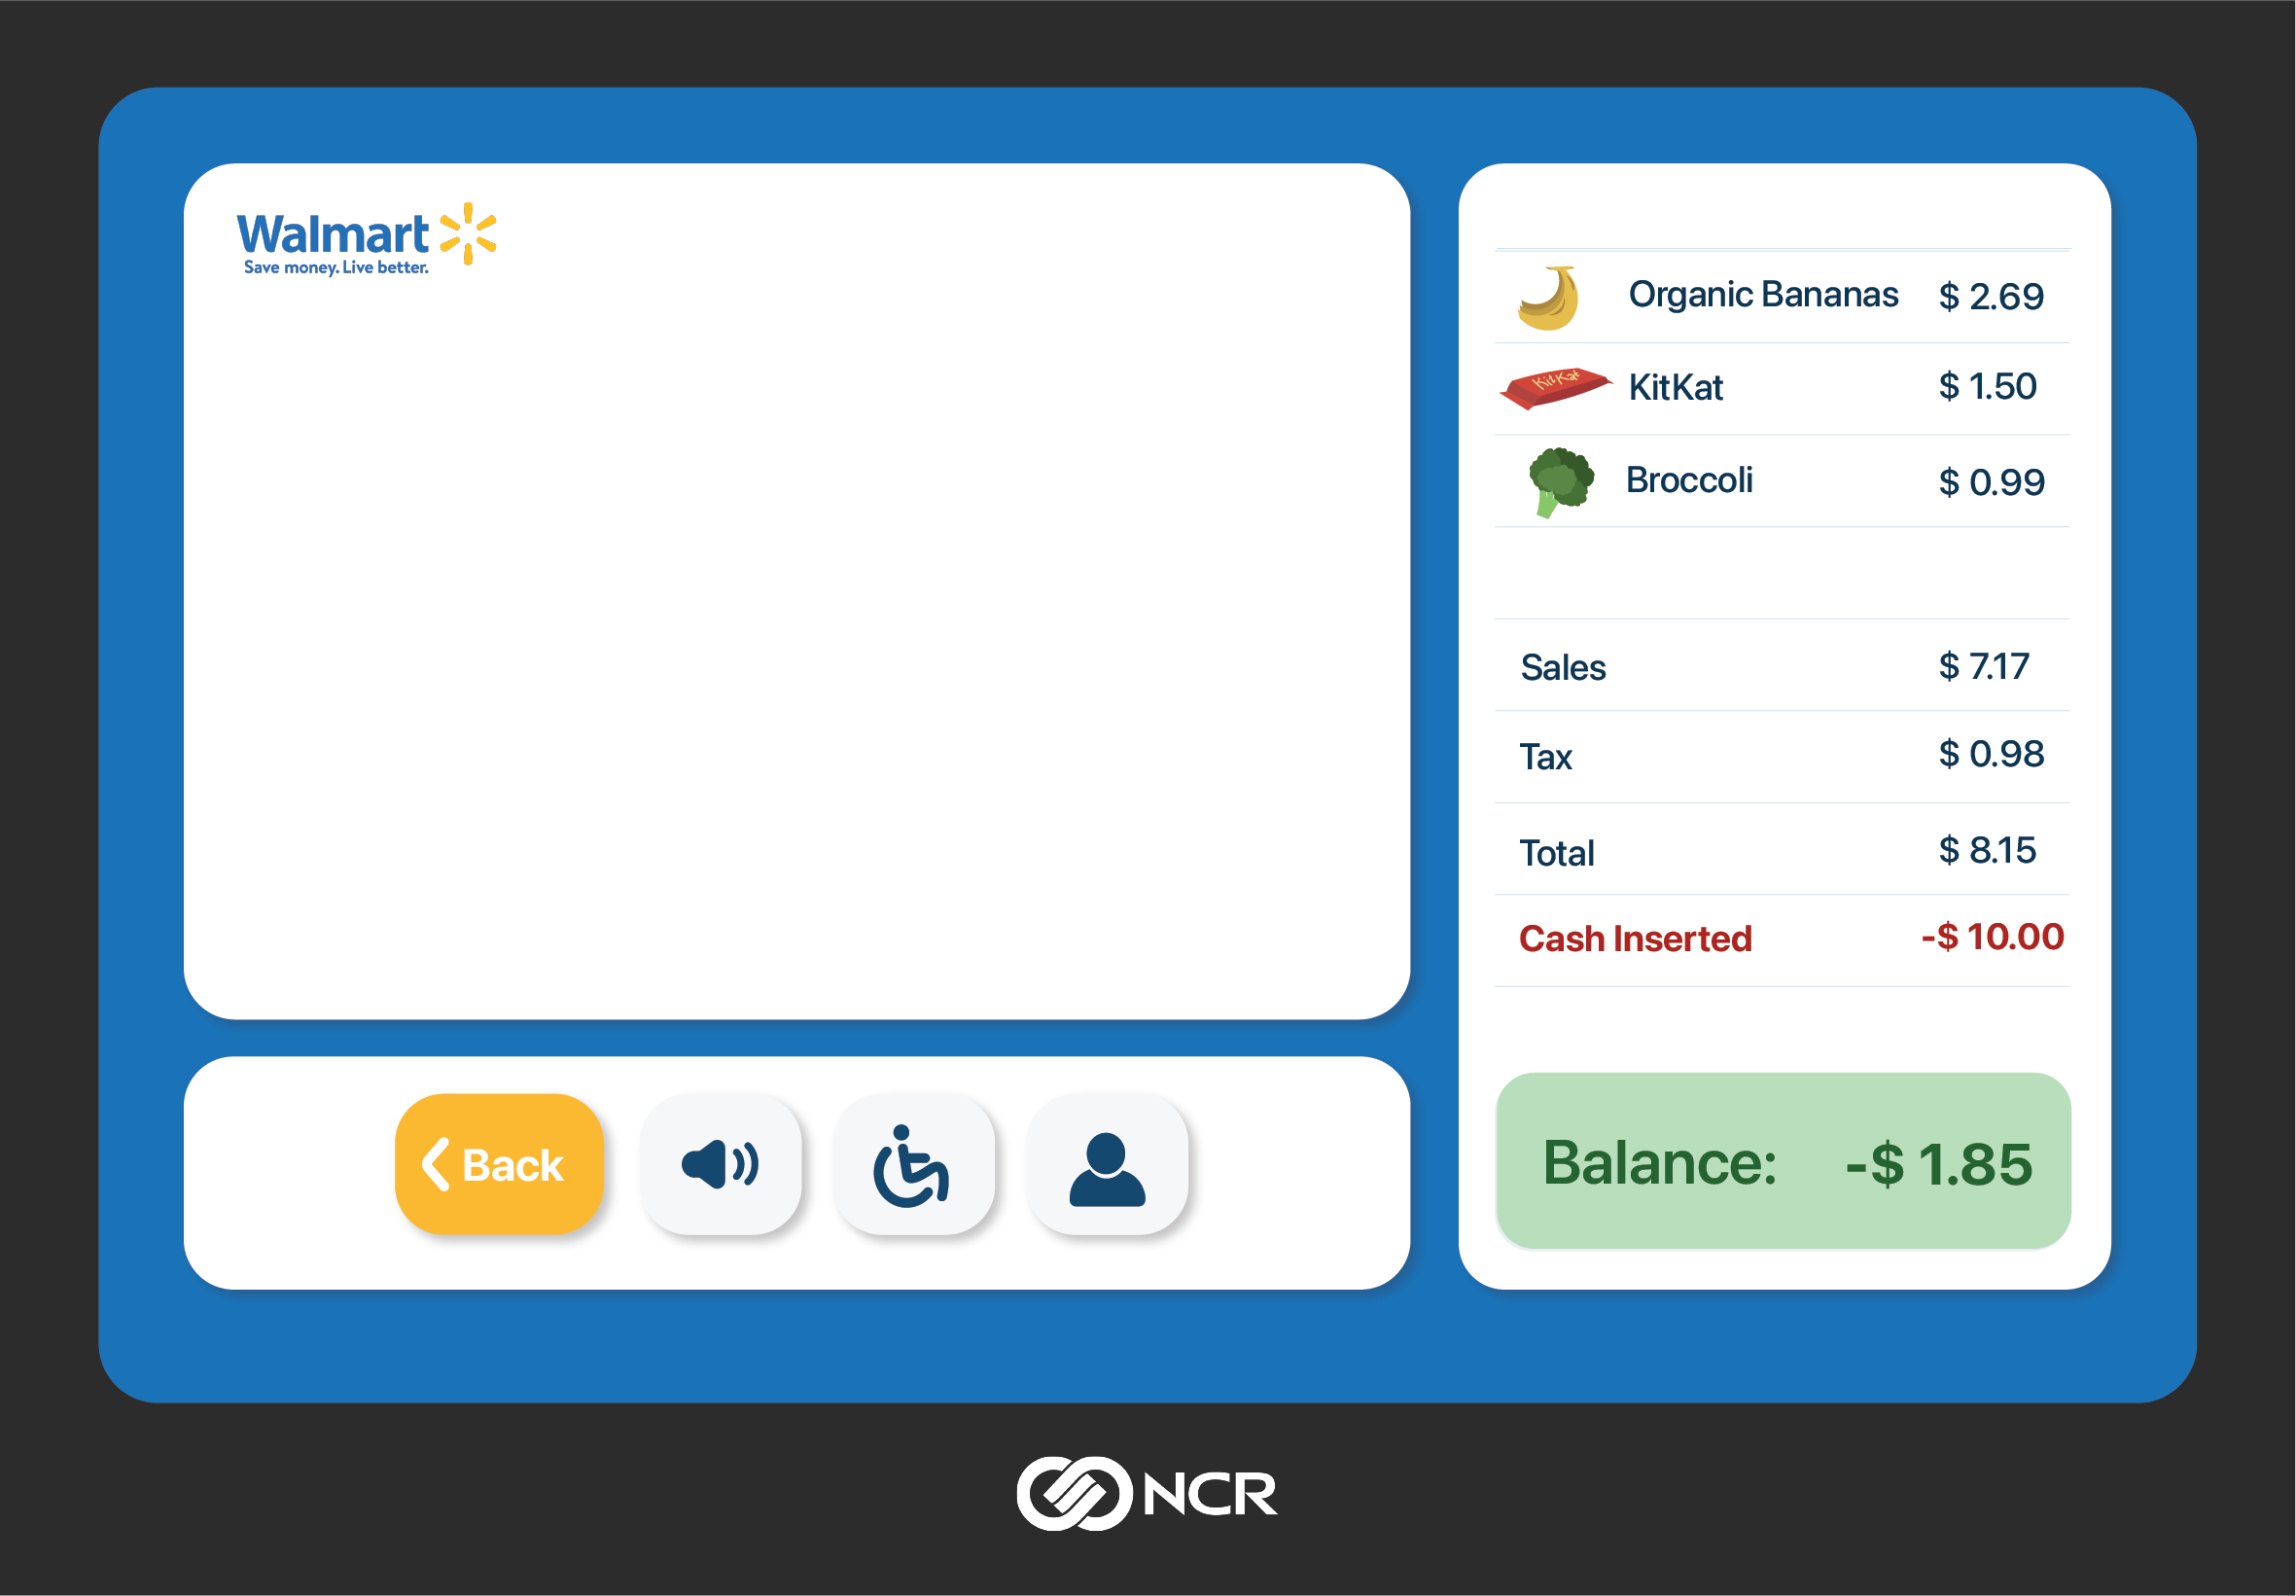 Walmart
Save money. Live better.
Organic Bananas $ 2.69
KitKat KitKat $ 1.50
Broccoli $ 0.99
Sales $ 7.17
Tax $ 0.98
Total $ 8.15
Cash Inserted -$ 10.00
Balance: -$ 1.85
Back
NCR